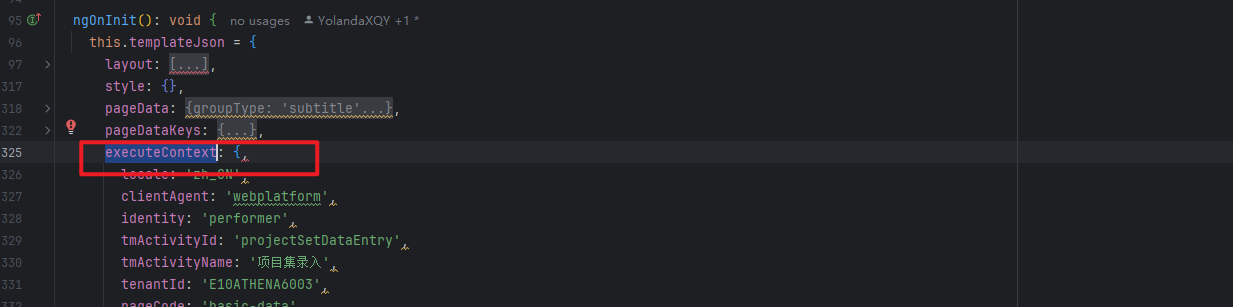 95 ngOnInit(): void { no usages YolandaXQY +1 *
96 this.templateJson = {
97 layout: [...],
317 style: {},
318 pageData: {groupType: 'subtitle'...},
322 pageDataKeys: {...},
325 executeContext: {,
326 locale: 'zh_CN',
327 clientAgent: 'webplatform',
328 identity: 'performer',
329 tmActivityId: 'projectSetDataEntry',
330 tmActivityName: '项目集录入',
331 tenantId: 'E10ATHENA6003',
332 pageCode: 'basic-data'